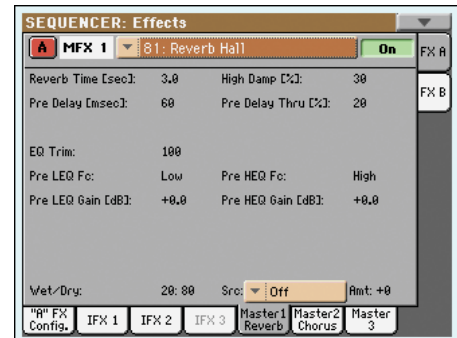 SEQUENCER: Effects
A MFX 1 81: Reverb Hall On FX A
Reverb Time [sec]: 3.0 High Damp [%]: 30
FX B
Pre Delay [msec]: 60 Pre Delay Thru [%]: 20
EQ Trim: 100
Pre LEQ Fc: Low Pre HEQ Fc: High
Pre LEQ Gain [dB]: +0.0 Pre HEQ Gain [dB]: +0.0
Wet/Dry: 20:80 Src: Off Amt: +0
"A" FX Config. IFX 1 IFX 2 IFX 3 Master1 Reverb Master2 Chorus Master 3